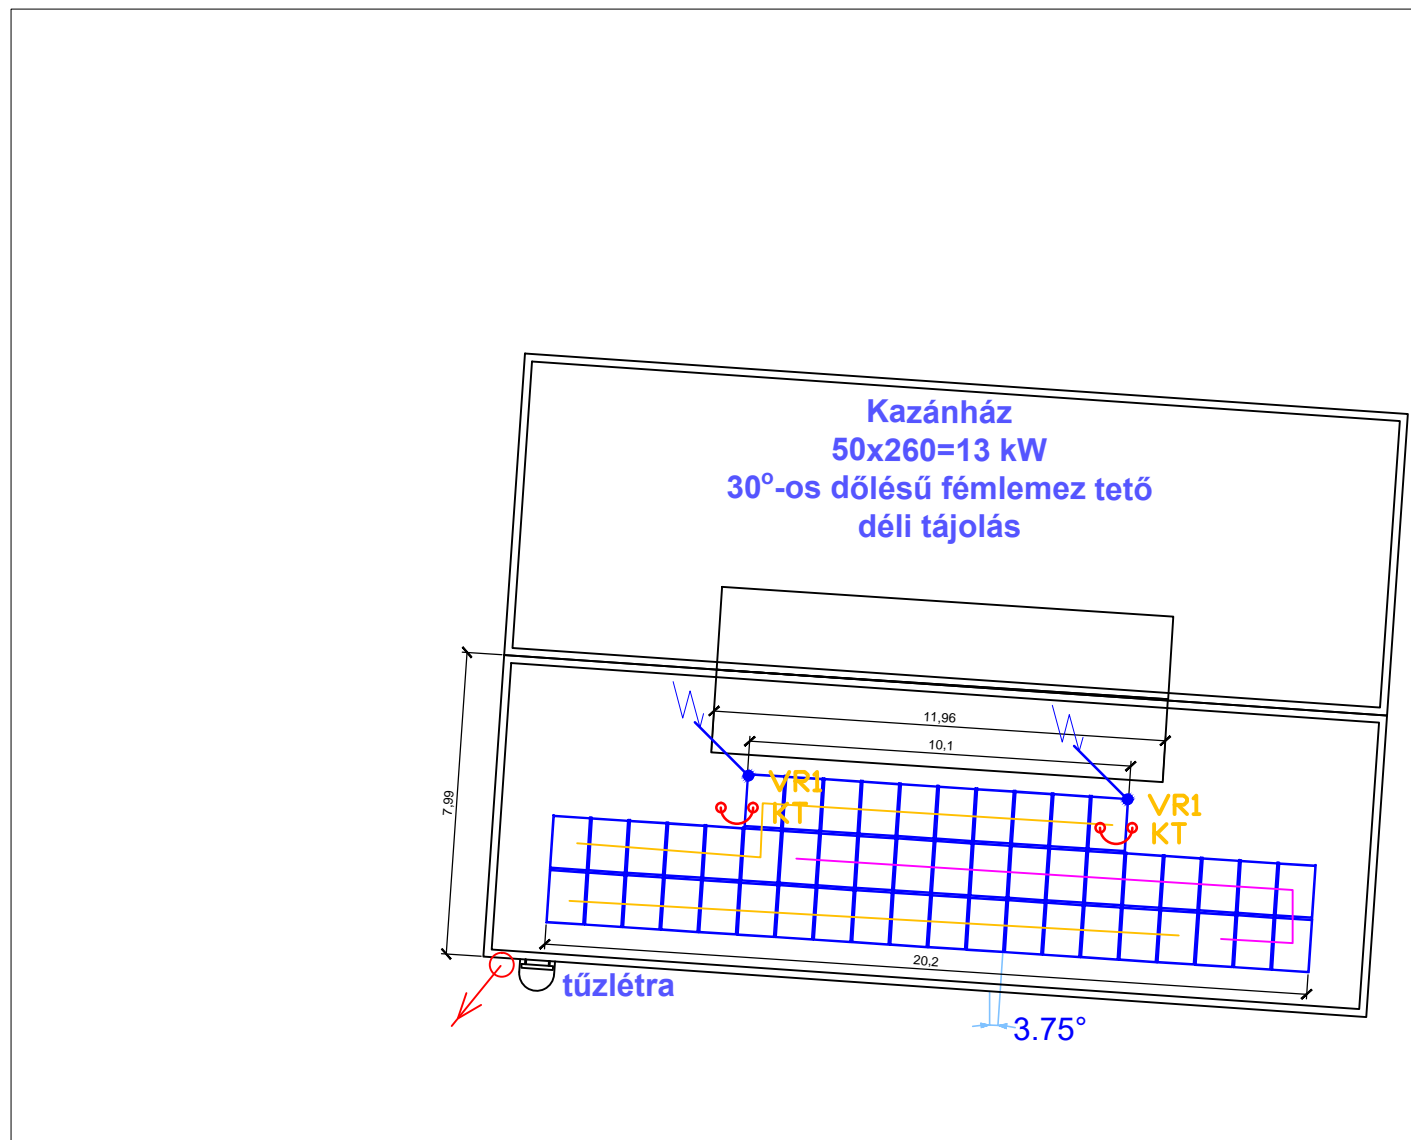 Kazánház
50x260=13 kW
30°-os dőlésű fémlemez tető
déli tájolás
11,96
10,1
VR1
KT
VR1
KT
7,99
20,2
tűzlétra
3.75°